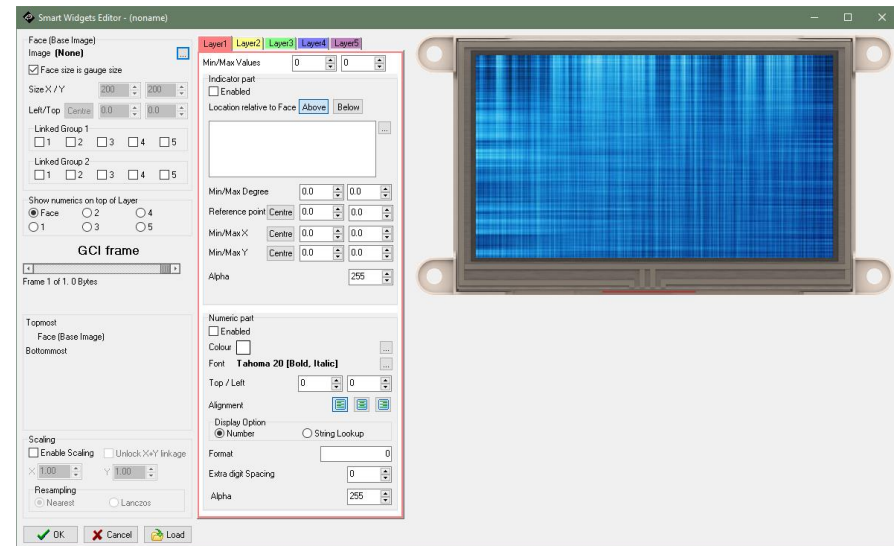 Smart Widgets Editor - (noname)
Face (Base Image)
Image (None)
...
Face size is gauge size
Size X / Y 200 200
Left/Top Centre 0.0 0.0
Linked Group 1
1 2 3 4 5
Linked Group 2
1 2 3 4 5
Show numerics on top of Layer
Face 2 4
1 3 5
GCI frame
Frame 1 of 1. 0 Bytes
Topmost
Face (Base Image)
Bottommost
Scaling
Enable Scaling Unlock X+Y linkage
X 1.00 Y 1.00
Resampling
Nearest Lanczos
OK Cancel Load
Layer1 Layer2 Layer3 Layer4 Layer5
Min/Max Values 0 0
Indicator part
Enabled
Location relative to Face Above Below
...
Min/Max Degree 0.0 0.0
Reference point Centre 0.0 0.0
Min/Max X Centre 0.0 0.0
Min/Max Y Centre 0.0 0.0
Alpha 255
Numeric part
Enabled
Colour ...
Font Tahoma 20 [Bold, Italic] ...
Top / Left 0 0
Alignment
Display Option
Number String Lookup
Format 0
Extra digit Spacing 0
Alpha 255